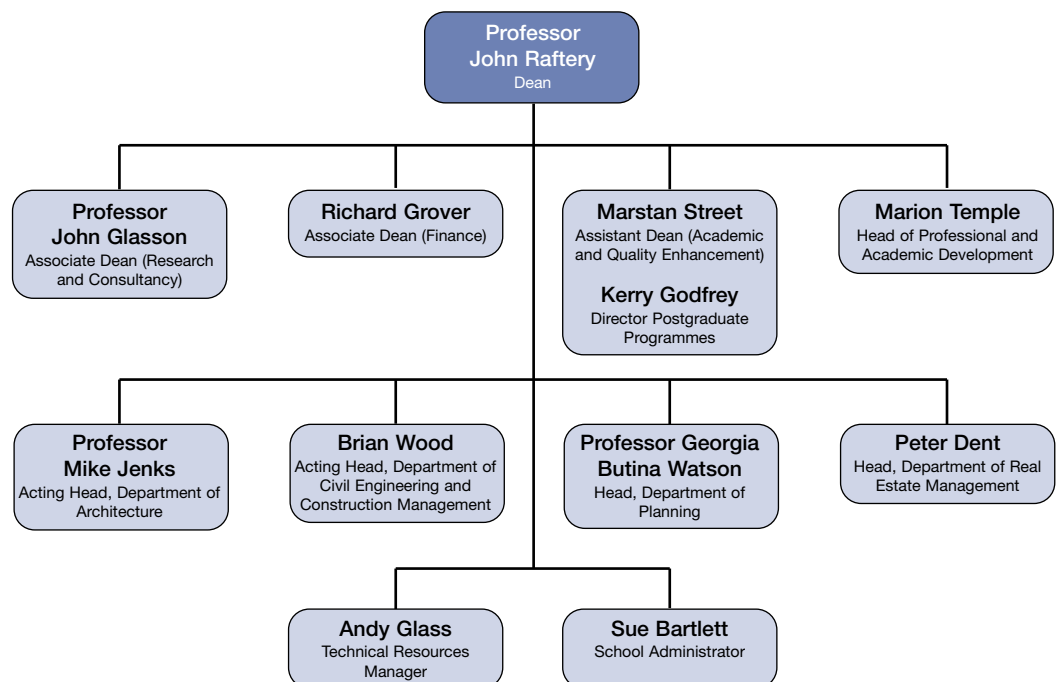 Professor
John Raftery
Dean
Professor
John Glasson
Associate Dean (Research
and Consultancy)
Richard Grover
Associate Dean (Finance)
Marstan Street
Assistant Dean (Academic
and Quality Enhancement)
Kerry Godfrey
Director Postgraduate
Programmes
Marion Temple
Head of Professional and
Academic Development
Professor
Mike Jenks
Acting Head, Department of
Architecture
Brian Wood
Acting Head, Department of
Civil Engineering and
Construction Management
Professor Georgia
Butina Watson
Head, Department of
Planning
Peter Dent
Head, Department of Real
Estate Management
Andy Glass
Technical Resources
Manager
Sue Bartlett
School Administrator